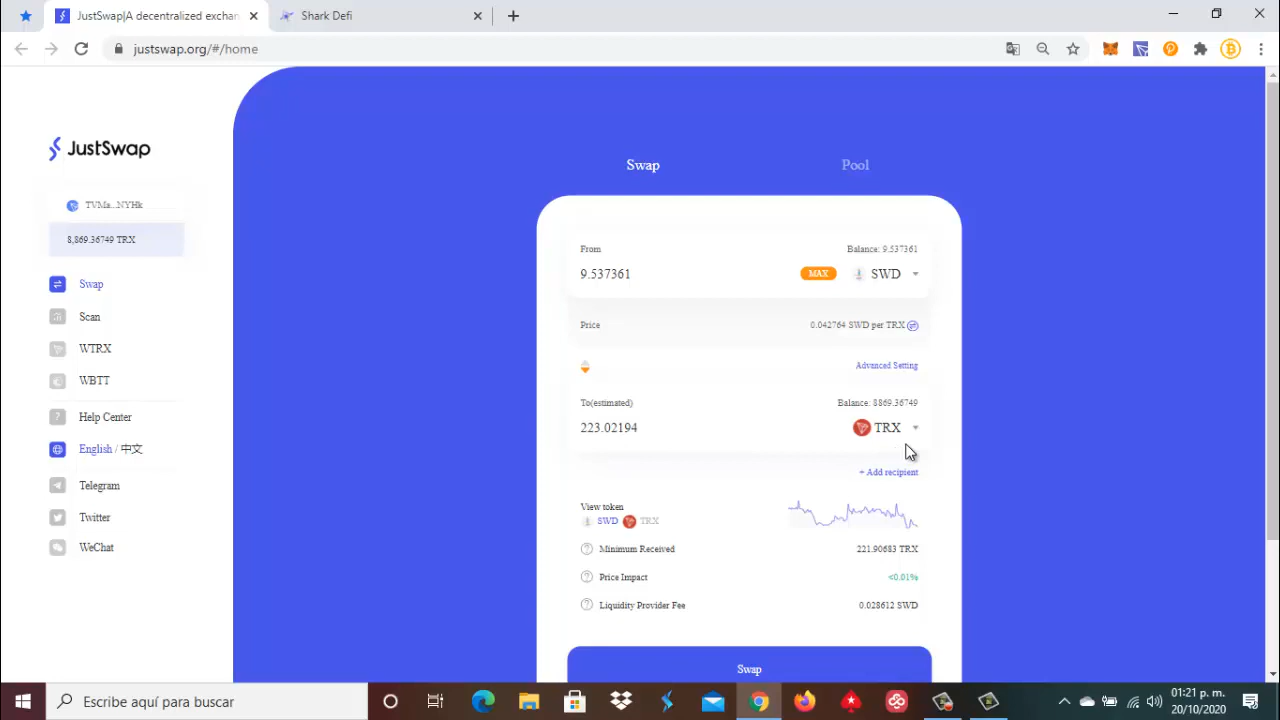 JustSwap|A decentralized exchan
Shark Defi
justswap.org/#/home
JustSwap
TVMa...NYHk
8,869.36749 TRX
Swap
Scan
WTRX
WBTT
Help Center
English / 中文
Telegram
Twitter
WeChat
Swap Pool
From Balance: 9.537361
9.537361 MAX SWD
Price 0.042764 SWD per TRX
Advanced Setting
To(estimated) Balance: 8869.36749
223.02194 TRX
+ Add recipient
View token
SWD TRX
Minimum Received 221.90683 TRX
Price Impact <0.01%
Liquidity Provider Fee 0.028612 SWD
Swap
Escribe aquí para buscar
01:21 p. m.
20/10/2020